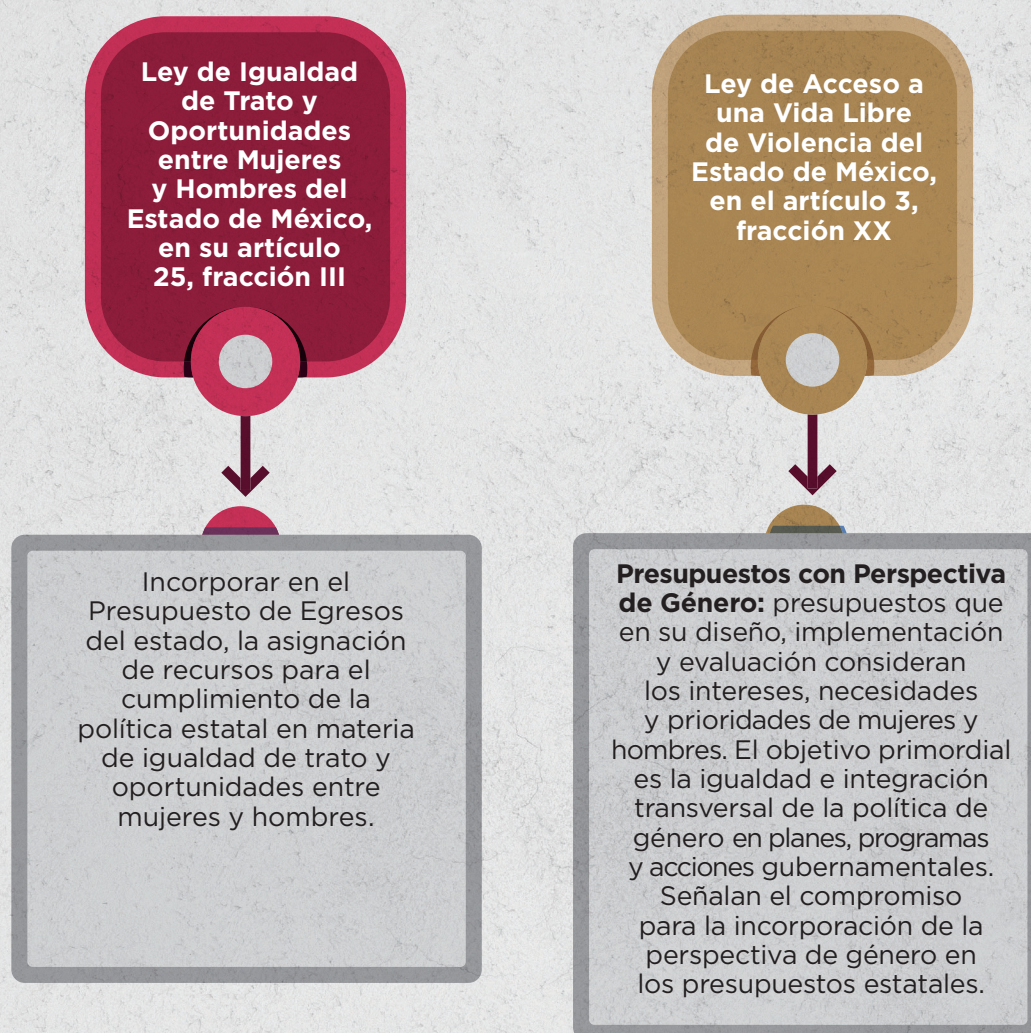 Ley de Igualdad
de Trato y
Oportunidades
entre Mujeres
y Hombres del
Estado de México,
en su artículo
25, fracción III
Incorporar en el
Presupuesto de Egresos
del estado, la asignación
de recursos para el
cumplimiento de la
política estatal en materia
de igualdad de trato y
oportunidades entre
mujeres y hombres.
Ley de Acceso a
una Vida Libre
de Violencia del
Estado de México,
en el artículo 3,
fracción XX
Presupuestos con Perspectiva
de Género: presupuestos que
en su diseño, implementación
y evaluación consideran
los intereses, necesidades
y prioridades de mujeres y
hombres. El objetivo primordial
es la igualdad e integración
transversal de la política de
género en planes, programas
y acciones gubernamentales.
Señalan el compromiso
para la incorporación de la
perspectiva de género en
los presupuestos estatales.